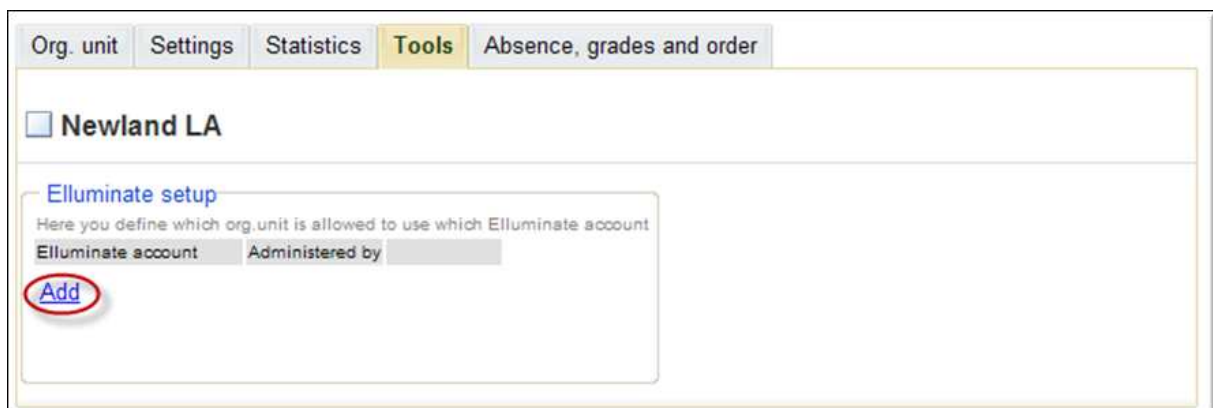 Org. unit Settings Statistics Tools Absence, grades and order
Newland LA
Elluminate setup
Here you define which org.unit is allowed to use which Elluminate account
Elluminate account Administered by
Add